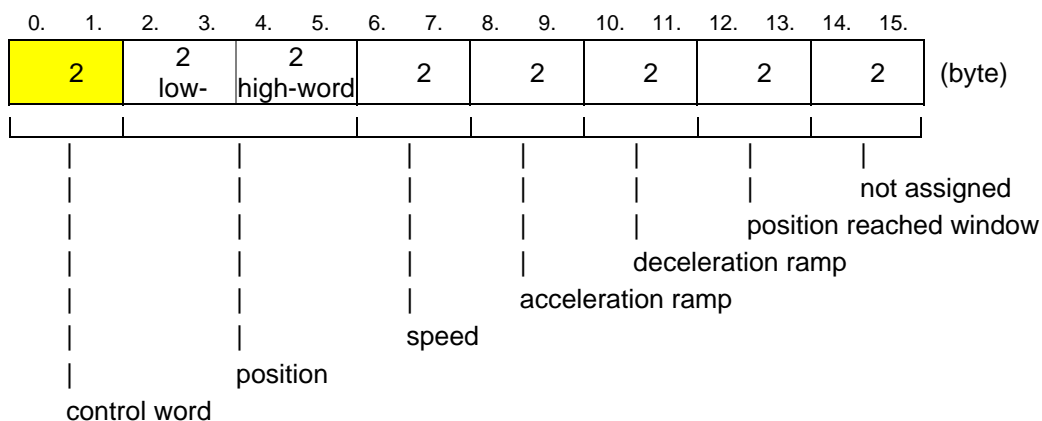 0. 1. 2. 3. 4. 5. 6. 7. 8. 9. 10. 11. 12. 13. 14. 15.
2 2 2 2 2 2 2 2 (byte)
low- high-word
not assigned
position reached window
deceleration ramp
acceleration ramp
speed
position
control word